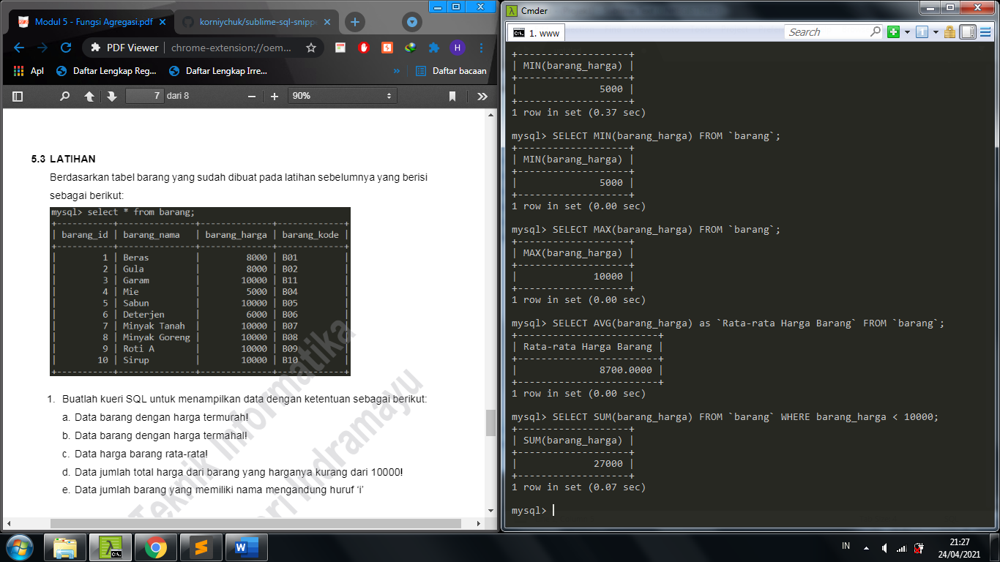 Modul 5 - Fungsi Agregasi.pdf
korniychuk/sublime-sql-snipp
PDF Viewer
chrome-extension://oem...
H
Apl
Daftar Lengkap Reg...
Daftar Lengkap Irre...
»
Daftar bacaan
7 dari 8
90%
5.3 LATIHAN
Berdasarkan tabel barang yang sudah dibuat pada latihan sebelumnya yang berisi
sebagai berikut:
mysql> select * from barang;
+-----------+---------------+--------------+-------------+
| barang_id | barang_nama | barang_harga | barang_kode |
+-----------+---------------+--------------+-------------+
| 1 | Beras | 8000 | B01 |
| 2 | Gula | 8000 | B02 |
| 3 | Garam | 10000 | B11 |
| 4 | Mie | 5000 | B04 |
| 5 | Sabun | 10000 | B05 |
| 6 | Deterjen | 6000 | B06 |
| 7 | Minyak Tanah | 10000 | B07 |
| 8 | Minyak Goreng | 10000 | B08 |
| 9 | Roti A | 10000 | B09 |
| 10 | Sirup | 10000 | B10 |
+-----------+---------------+--------------+-------------+
1. Buatlah kueri SQL untuk menampilkan data dengan ketentuan sebagai berikut:
a. Data barang dengan harga termurah!
b. Data barang dengan harga termahal!
c. Data harga barang rata-rata!
d. Data jumlah total harga dari barang yang harganya kurang dari 10000!
e. Data jumlah barang yang memiliki nama mengandung huruf ‘i’
Teknik Informatika
eri Indramayu
Cmder
1. www
Search
+-------------------+
| MIN(barang_harga) |
+-------------------+
| 5000 |
+-------------------+
1 row in set (0.37 sec)
mysql> SELECT MIN(barang_harga) FROM `barang`;
+-------------------+
| MIN(barang_harga) |
+-------------------+
| 5000 |
+-------------------+
1 row in set (0.00 sec)
mysql> SELECT MAX(barang_harga) FROM `barang`;
+-------------------+
| MAX(barang_harga) |
+-------------------+
| 10000 |
+-------------------+
1 row in set (0.00 sec)
mysql> SELECT AVG(barang_harga) as `Rata-rata Harga Barang` FROM `barang`;
+------------------------+
| Rata-rata Harga Barang |
+------------------------+
| 8700.0000 |
+------------------------+
1 row in set (0.00 sec)
mysql> SELECT SUM(barang_harga) FROM `barang` WHERE barang_harga < 10000;
+-------------------+
| SUM(barang_harga) |
+-------------------+
| 27000 |
+-------------------+
1 row in set (0.07 sec)
mysql>
IN
21:27
24/04/2021